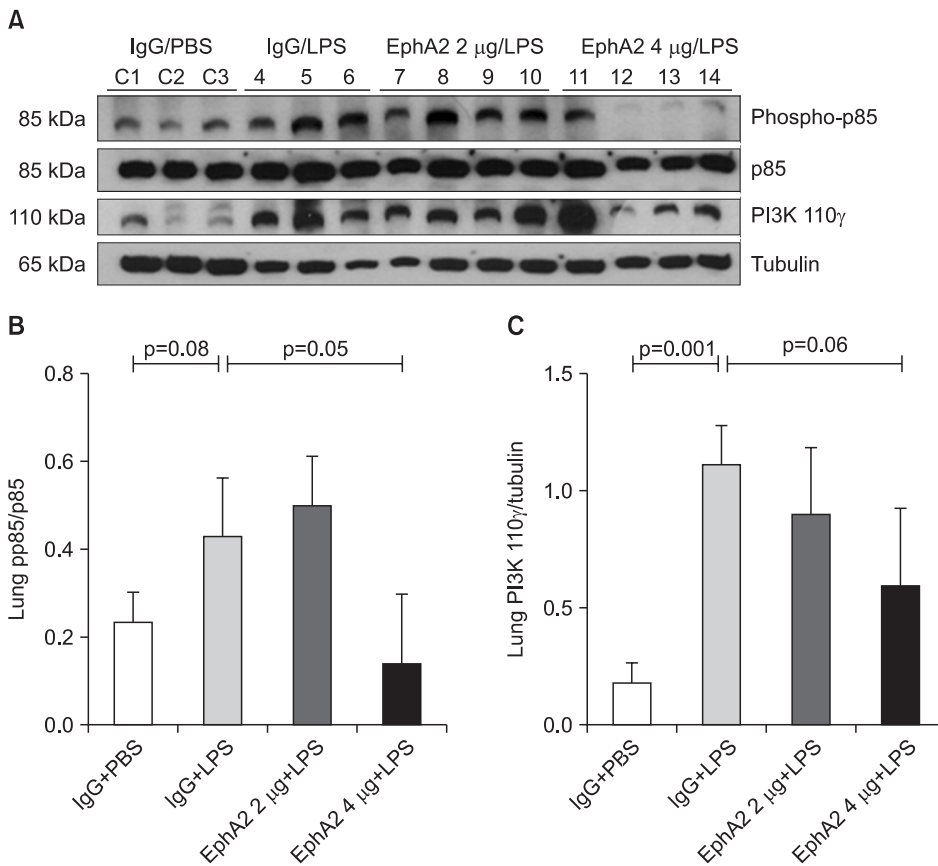 A
IgG/PBS IgG/LPS EphA2 2 μg/LPS EphA2 4 μg/LPS
C1 C2 C3 4 5 6 7 8 9 10 11 12 13 14
85 kDa Phospho-p85
85 kDa p85
110 kDa PI3K 110γ
65 kDa Tubulin
B
p=0.08 p=0.05
0.8
0.6
0.4
0.2
0.0
Lung pp85/p85
IgG+PBS
IgG+LPS
EphA2 2 μg+LPS
EphA2 4 μg+LPS
C
p=0.001 p=0.06
1.5
1.0
0.5
0.0
Lung PI3K 110γ/tubulin
IgG+PBS
IgG+LPS
EphA2 2 μg+LPS
EphA2 4 μg+LPS